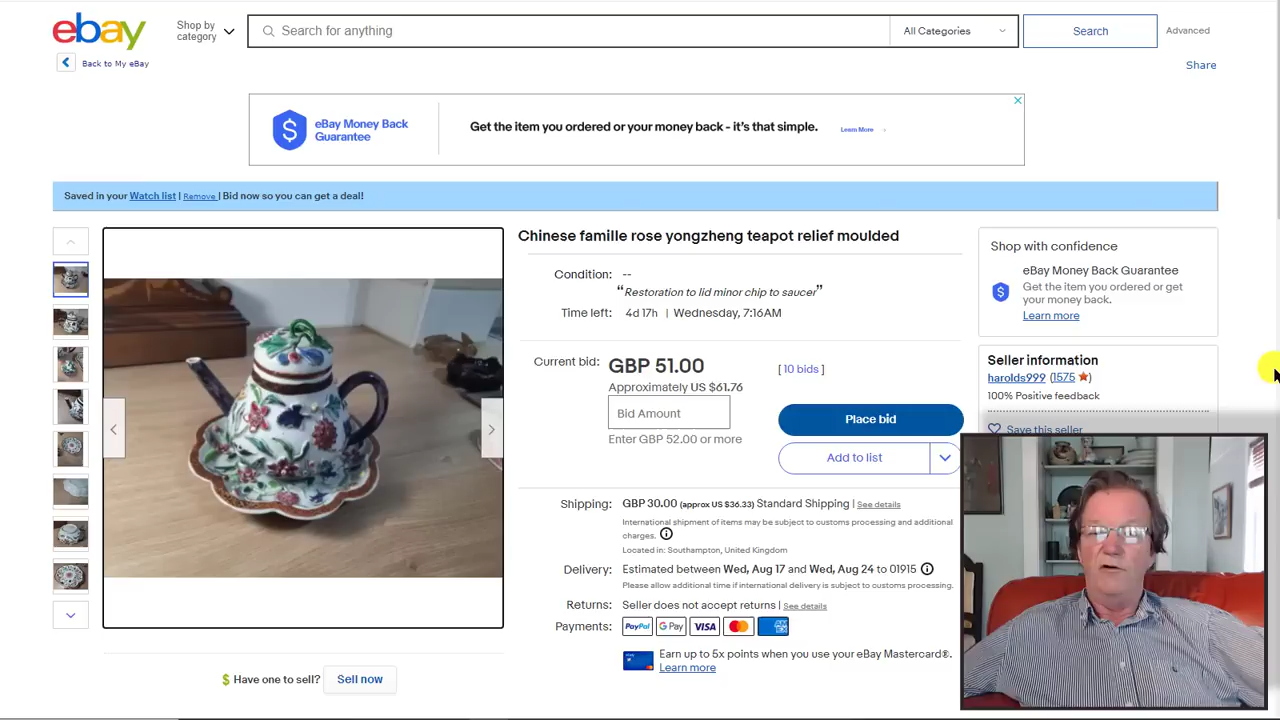 ebay
Shop by
category
Search for anything
All Categories
Search
Advanced
Back to My eBay
Share
eBay Money Back
Guarantee
Get the item you ordered or your money back - it's that simple.
Learn More
Saved in your Watch list | Remove | Bid now so you can get a deal!
Chinese famille rose yongzheng teapot relief moulded
Condition: --
“Restoration to lid minor chip to saucer”
Time left: 4d 17h | Wednesday, 7:16AM
Current bid: GBP 51.00 [ 10 bids ]
Approximately US $61.76
Bid Amount
Place bid
Enter GBP 52.00 or more
Add to list
Shipping: GBP 30.00 (approx US $36.33) Standard Shipping | See details
International shipment of items may be subject to customs processing and additional
charges.
Located in: Southampton, United Kingdom
Delivery: Estimated between Wed, Aug 17 and Wed, Aug 24 to 01915
Please allow additional time if international delivery is subject to customs processing.
Returns: Seller does not accept returns | See details
Payments: PayPal G Pay VISA
Earn up to 5x points when you use your eBay Mastercard®.
Learn more
$ Have one to sell? Sell now
Shop with confidence
eBay Money Back Guarantee
Get the item you ordered or get
your money back.
Learn more
Seller information
harolds999 (1575)
100% Positive feedback
Save this seller